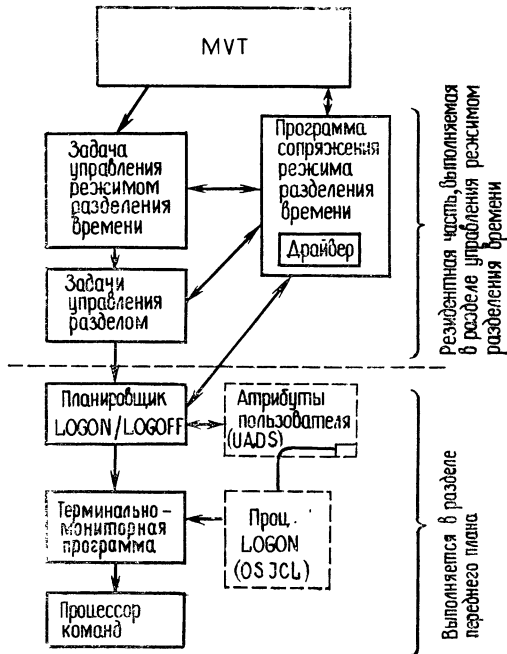 MVT
Задача
управления
режимом
разделения
времени
Программа
сопряжения
режима
разделения
времени
Драйвер
Задачи
управления
разделом
Резидентная часть, выполняемая
в разделе управления режимом
разделения времени
Планировщик
LOGON/LOGOFF
Атрибуты
пользователя
(UADS)
Терминально-
мониторная
программа
Проц.
LOGON
(OS JCL)
Процессор
команд
Выполняется в разделе
переднего плана